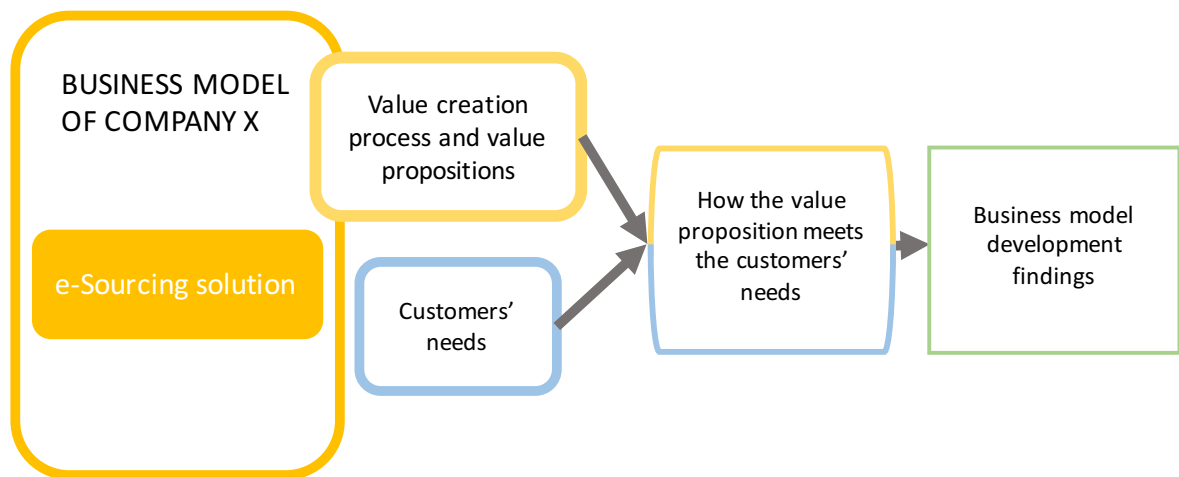 BUSINESS MODEL
OF COMPANY X
e-Sourcing solution
Value creation
process and value
propositions
Customers’
needs
How the value
proposition meets
the customers’
needs
Business model
development
findings